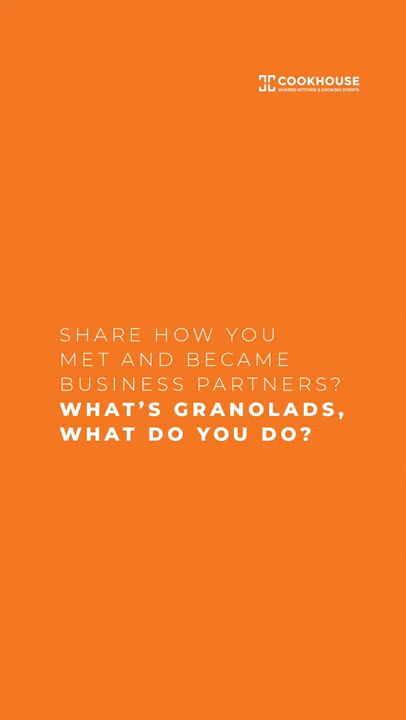 COOKHOUSE
SHARED KITCHEN & COOKING EVENTS
SHARE HOW YOU
MET AND BECAME
BUSINESS PARTNERS?
WHAT'S GRANOLADS,
WHAT DO YOU DO?